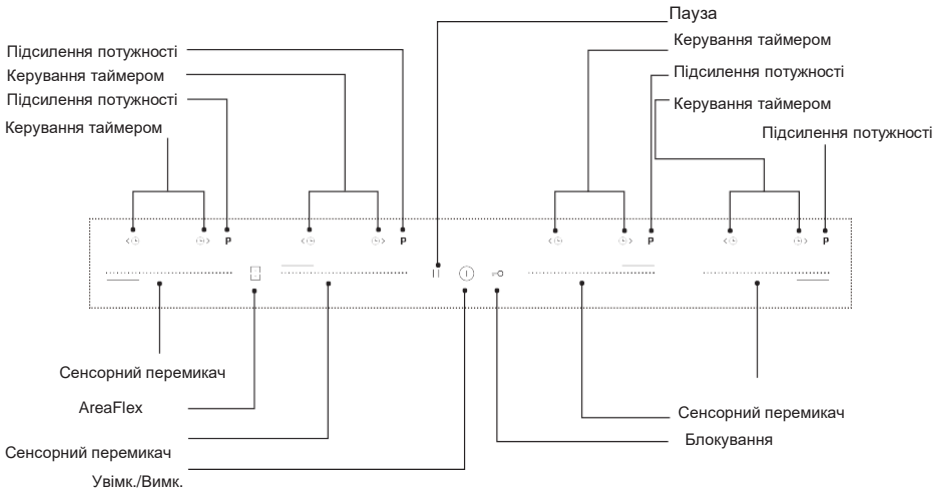 Пауза
Керування таймером
Підсилення потужності
Керування таймером
Підсилення потужності
Підсилення потужності
Керування таймером
Підсилення потужності
Керування таймером
P
P
P
P
Сенсорний перемикач
AreaFlex
Сенсорний перемикач
Сенсорний перемикач
Блокування
Увімк./Вимк.